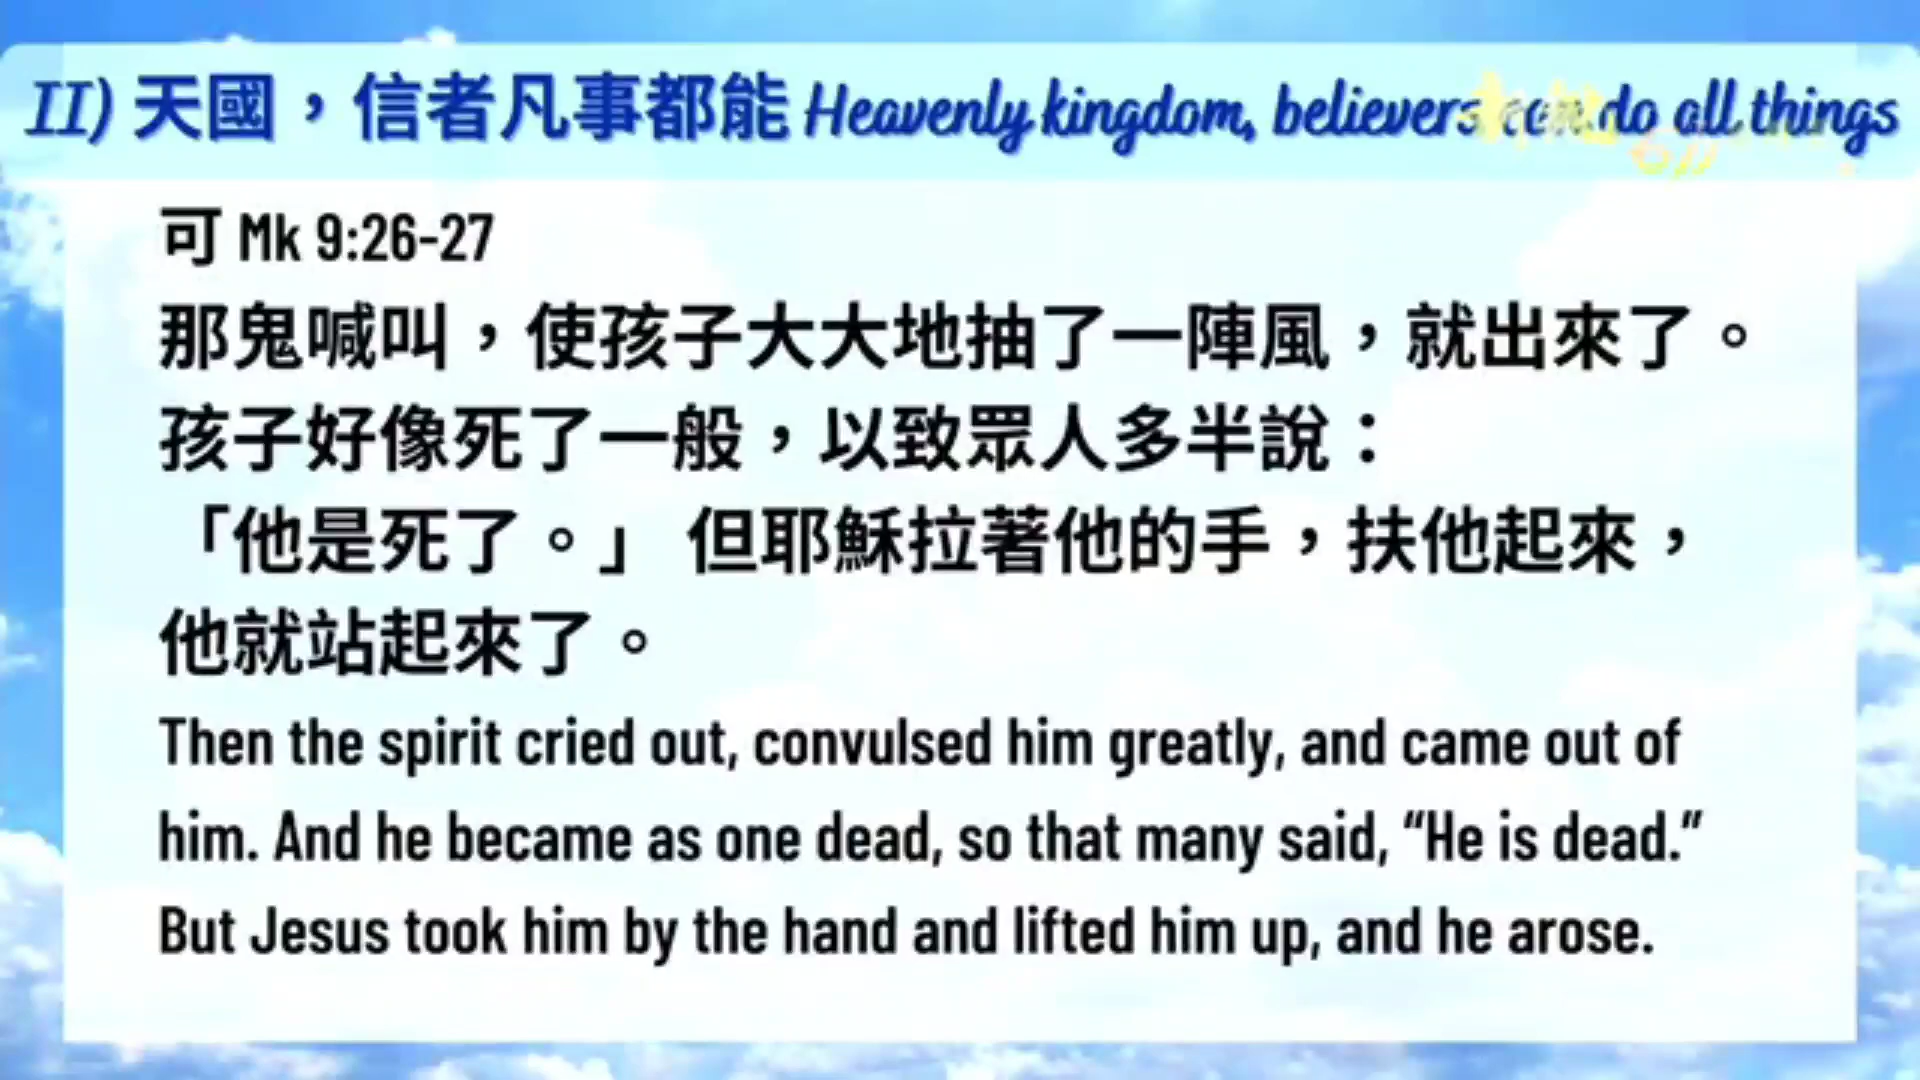 II) 天國，信者凡事都能 Heavenly kingdom, believers can do all things
可 Mk 9:26-27
那鬼喊叫，使孩子大大地抽了一陣風，就出來了。
孩子好像死了一般，以致眾人多半說：
「他是死了。」 但耶穌拉著他的手，扶他起來，
他就站起來了。
Then the spirit cried out, convulsed him greatly, and came out of
him. And he became as one dead, so that many said, “He is dead.”
But Jesus took him by the hand and lifted him up, and he arose.